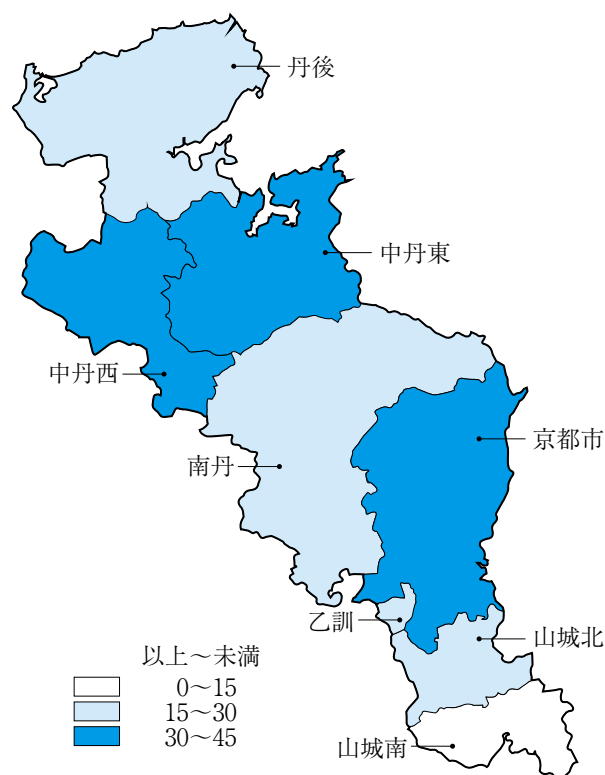 丹後
中丹東
中丹西
京都市
南丹
乙訓
山城北
以上～未満
0～15
15～30
30～45
山城南